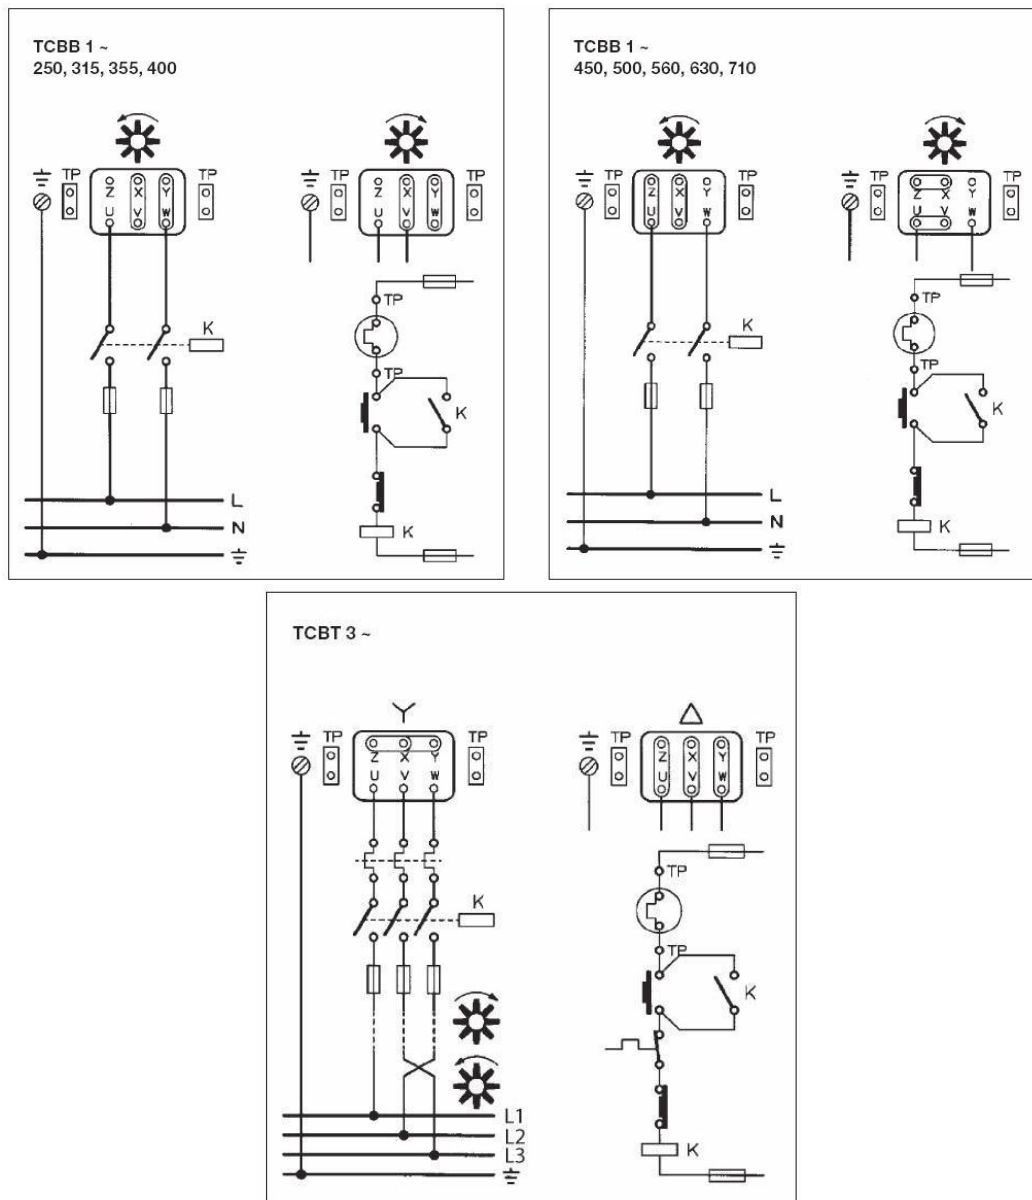 TCBB 1 ~
250, 315, 355, 400
TP
Z X Y
U V W
TP
TP
Z X Y
U V W
TP
K
TP
TP
K
L
N
K
TCBB 1 ~
450, 500, 560, 630, 710
TP
Z X Y
U V W
TP
TP
Z X Y
U V W
TP
K
TP
TP
K
L
N
K
TCBT 3 ~
TP
Z X Y
U V W
TP
TP
Z X Y
U V W
TP
K
TP
TP
K
L1
L2
L3
K